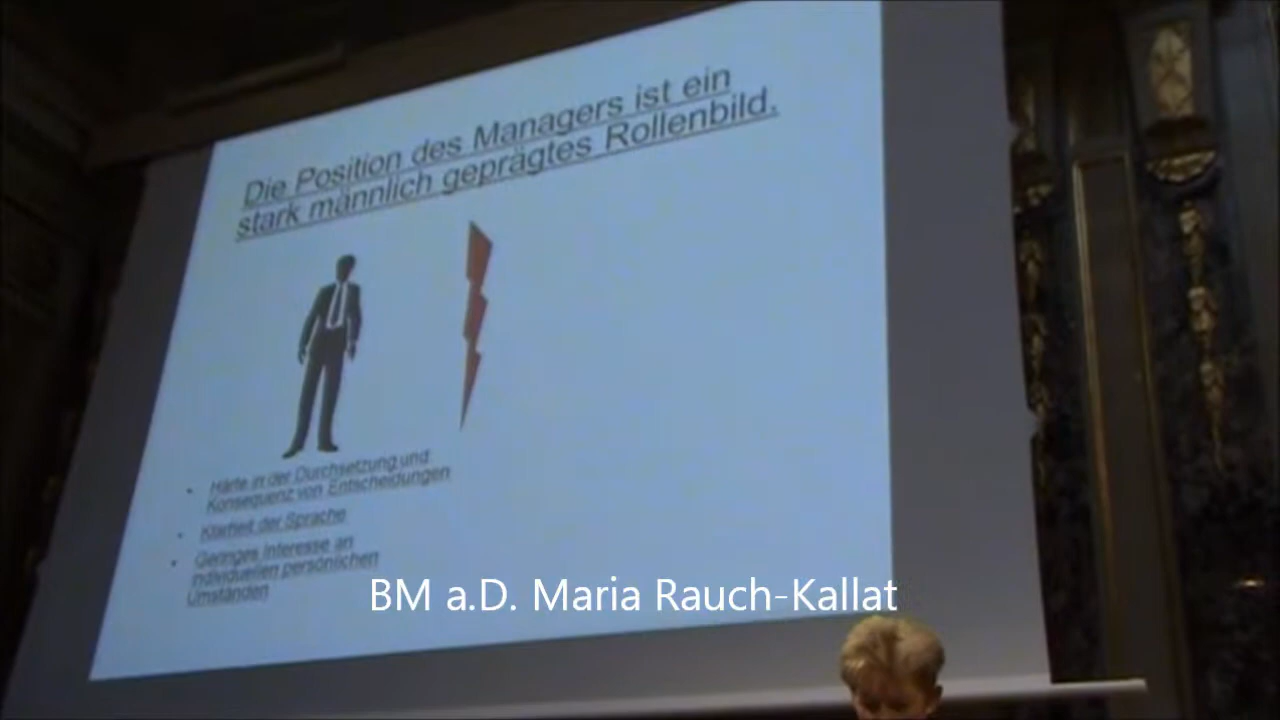 Die Position des Managers ist ein
stark männlich geprägtes Rollenbild.
Härte in der Durchsetzung und
Konsequenz von Entscheidungen
Klarheit der Sprache
Geringes Interesse an
individuellen persönlichen
Umständen
BM a.D. Maria Rauch-Kallat